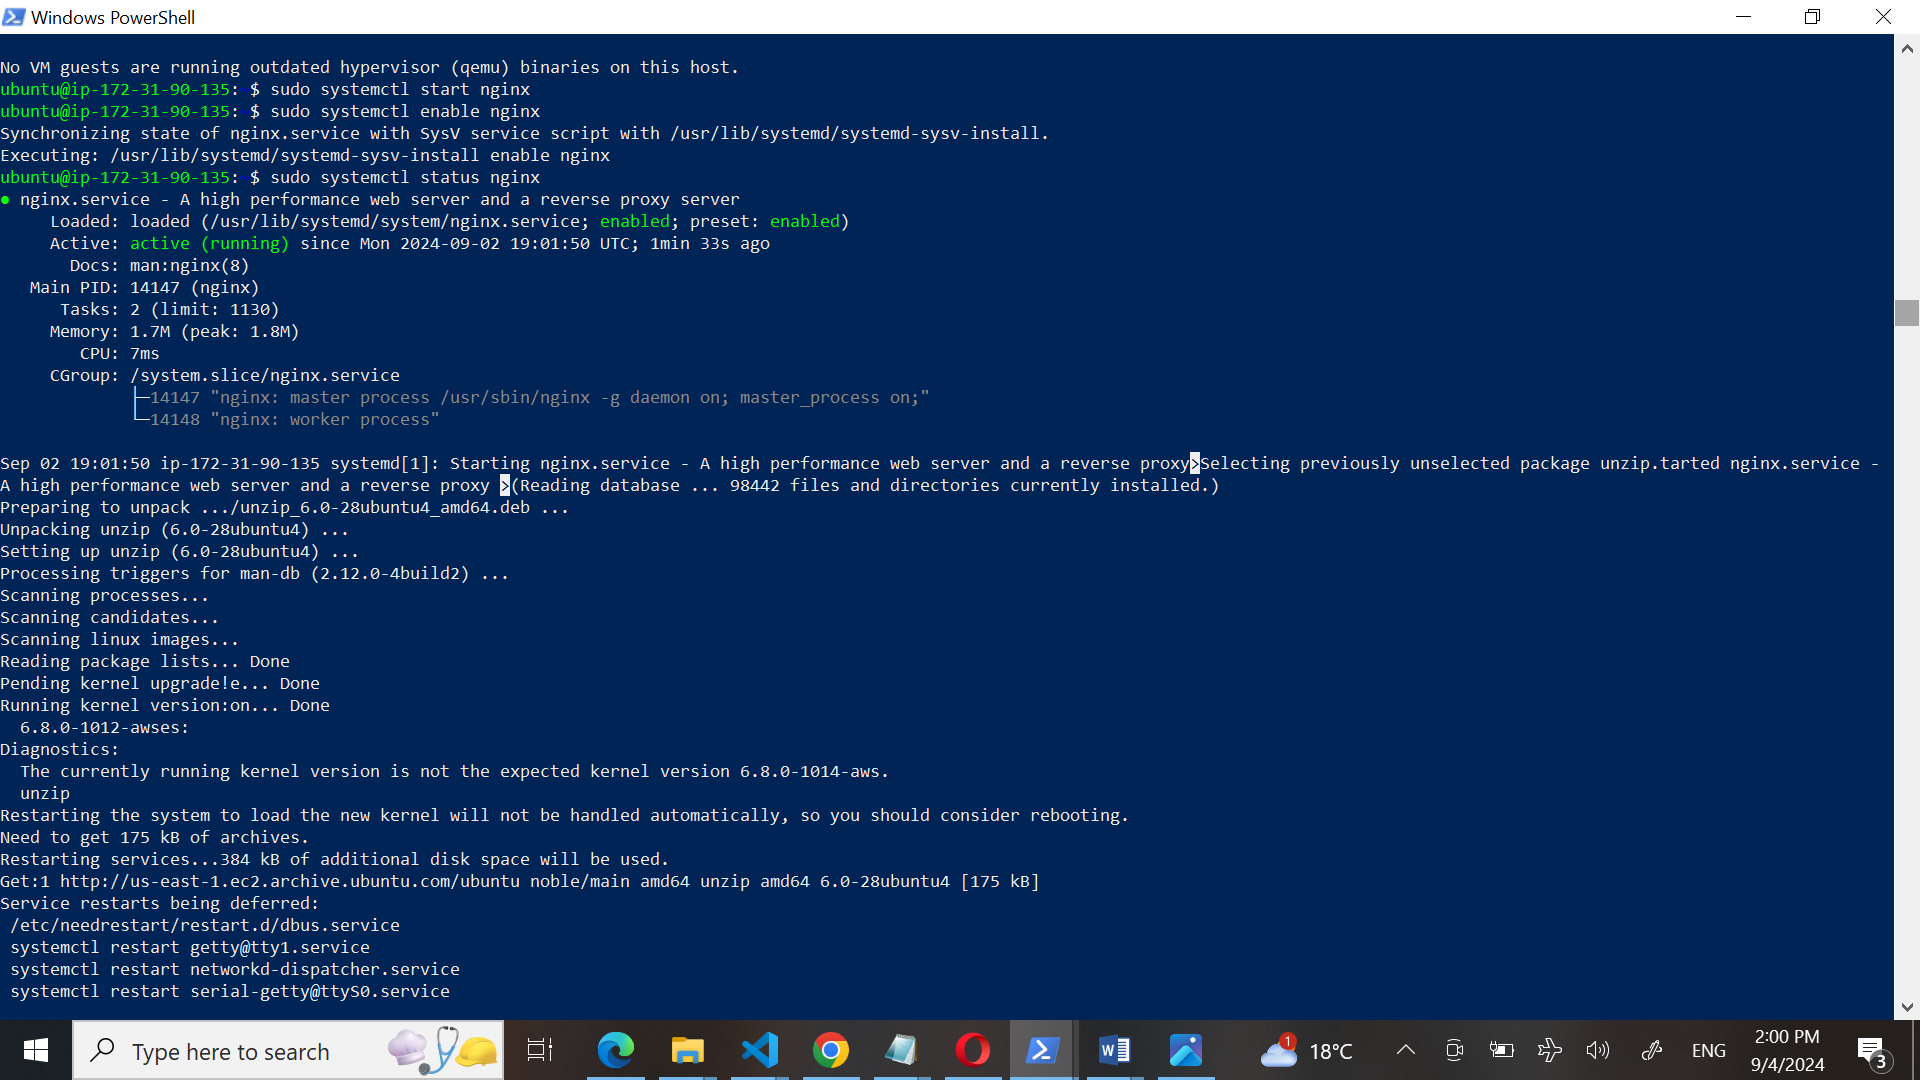 Windows PowerShell
No VM guests are running outdated hypervisor (qemu) binaries on this host.
ubuntu@ip-172-31-90-135: $ sudo systemctl start nginx
ubuntu@ip-172-31-90-135: $ sudo systemctl enable nginx
Synchronizing state of nginx.service with SysV service script with /usr/lib/systemd/systemd-sysv-install.
Executing: /usr/lib/systemd/systemd-sysv-install enable nginx
ubuntu@ip-172-31-90-135: $ sudo systemctl status nginx
● nginx.service - A high performance web server and a reverse proxy server
Loaded: loaded (/usr/lib/systemd/system/nginx.service; enabled; preset: enabled)
Active: active (running) since Mon 2024-09-02 19:01:50 UTC; 1min 33s ago
Docs: man:nginx(8)
Main PID: 14147 (nginx)
Tasks: 2 (limit: 1130)
Memory: 1.7M (peak: 1.8M)
CPU: 7ms
CGroup: /system.slice/nginx.service
├─14147 "nginx: master process /usr/sbin/nginx -g daemon on; master_process on;"
└─14148 "nginx: worker process"
Sep 02 19:01:50 ip-172-31-90-135 systemd[1]: Starting nginx.service - A high performance web server and a reverse proxy>Selecting previously unselected package unzip.tarted nginx.service -
A high performance web server and a reverse proxy >(Reading database ... 98442 files and directories currently installed.)
Preparing to unpack .../unzip_6.0-28ubuntu4_amd64.deb ...
Unpacking unzip (6.0-28ubuntu4) ...
Setting up unzip (6.0-28ubuntu4) ...
Processing triggers for man-db (2.12.0-4build2) ...
Scanning processes...
Scanning candidates...
Scanning linux images...
Reading package lists... Done
Pending kernel upgrade!e... Done
Running kernel version:on... Done
6.8.0-1012-awses:
Diagnostics:
The currently running kernel version is not the expected kernel version 6.8.0-1014-aws.
unzip
Restarting the system to load the new kernel will not be handled automatically, so you should consider rebooting.
Need to get 175 kB of archives.
Restarting services...384 kB of additional disk space will be used.
Get:1 http://us-east-1.ec2.archive.ubuntu.com/ubuntu noble/main amd64 unzip amd64 6.0-28ubuntu4 [175 kB]
Service restarts being deferred:
/etc/needrestart/restart.d/dbus.service
systemctl restart getty@tty1.service
systemctl restart networkd-dispatcher.service
systemctl restart serial-getty@ttyS0.service
Type here to search
1
18°C
ENG
2:00 PM
9/4/2024
3